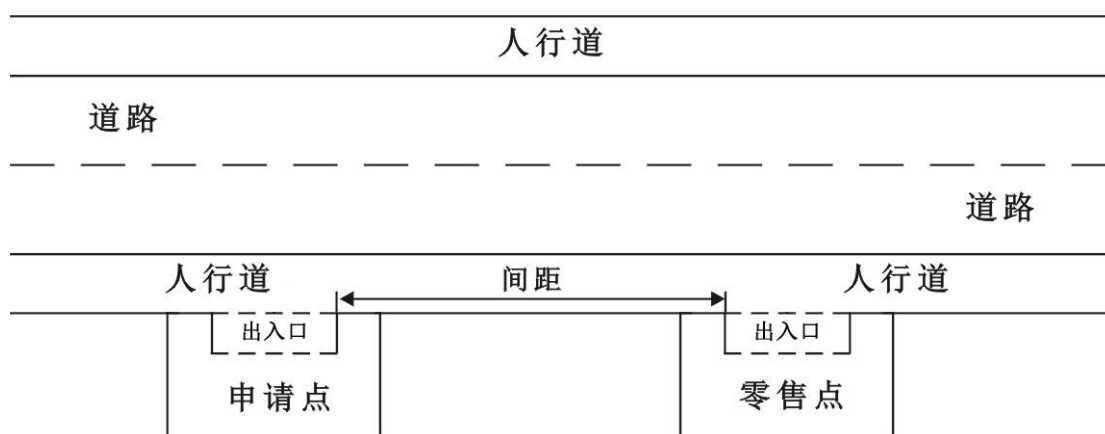 人行道
道路
道路
人行道 间距 人行道
出入口 出入口
申请点 零售点